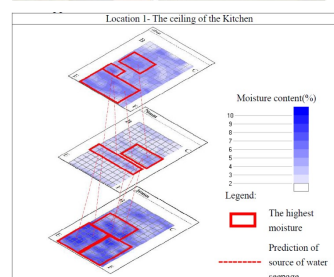 Location 1- The ceiling of the Kitchen
Moisture content(%)
10
9
8
7
6
5
4
3
2
Legend:
The highest
moisture
Prediction of
source of water
seepage